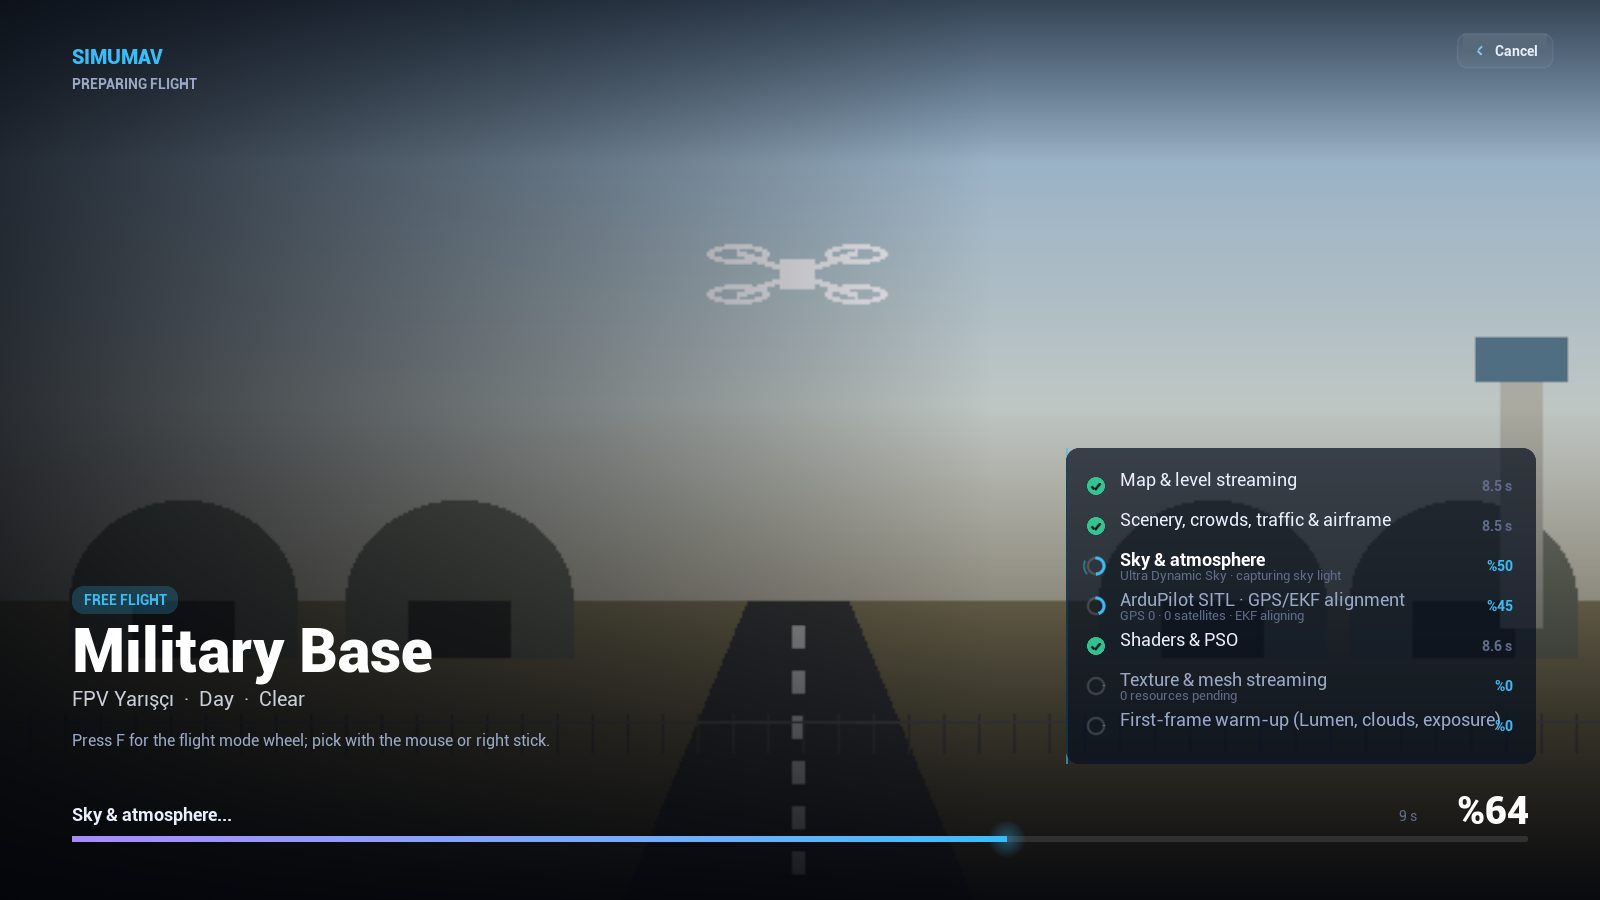 SIMUMAV
PREPARING FLIGHT
Cancel
Map & level streaming 8.5 s
Scenery, crowds, traffic & airframe 8.5 s
Sky & atmosphere %50
Ultra Dynamic Sky · capturing sky light
ArduPilot SITL · GPS/EKF alignment %45
GPS 0 · 0 satellites · EKF aligning
Shaders & PSO 8.6 s
Texture & mesh streaming %0
0 resources pending
First-frame warm-up (Lumen, clouds, exposure) %0
FREE FLIGHT
Military Base
FPV Yarışçı · Day · Clear
Press F for the flight mode wheel; pick with the mouse or right stick.
Sky & atmosphere... 9 s %64